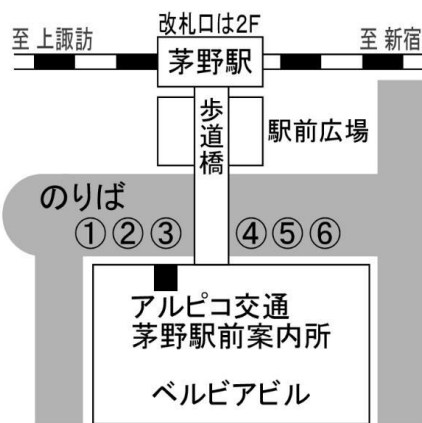 改札口は2F
至 上諏訪
茅野駅
至 新宿
歩道橋
駅前広場
のりば
①②③ ④⑤⑥
アルピコ交通
茅野駅前案内所
ベルビアビル